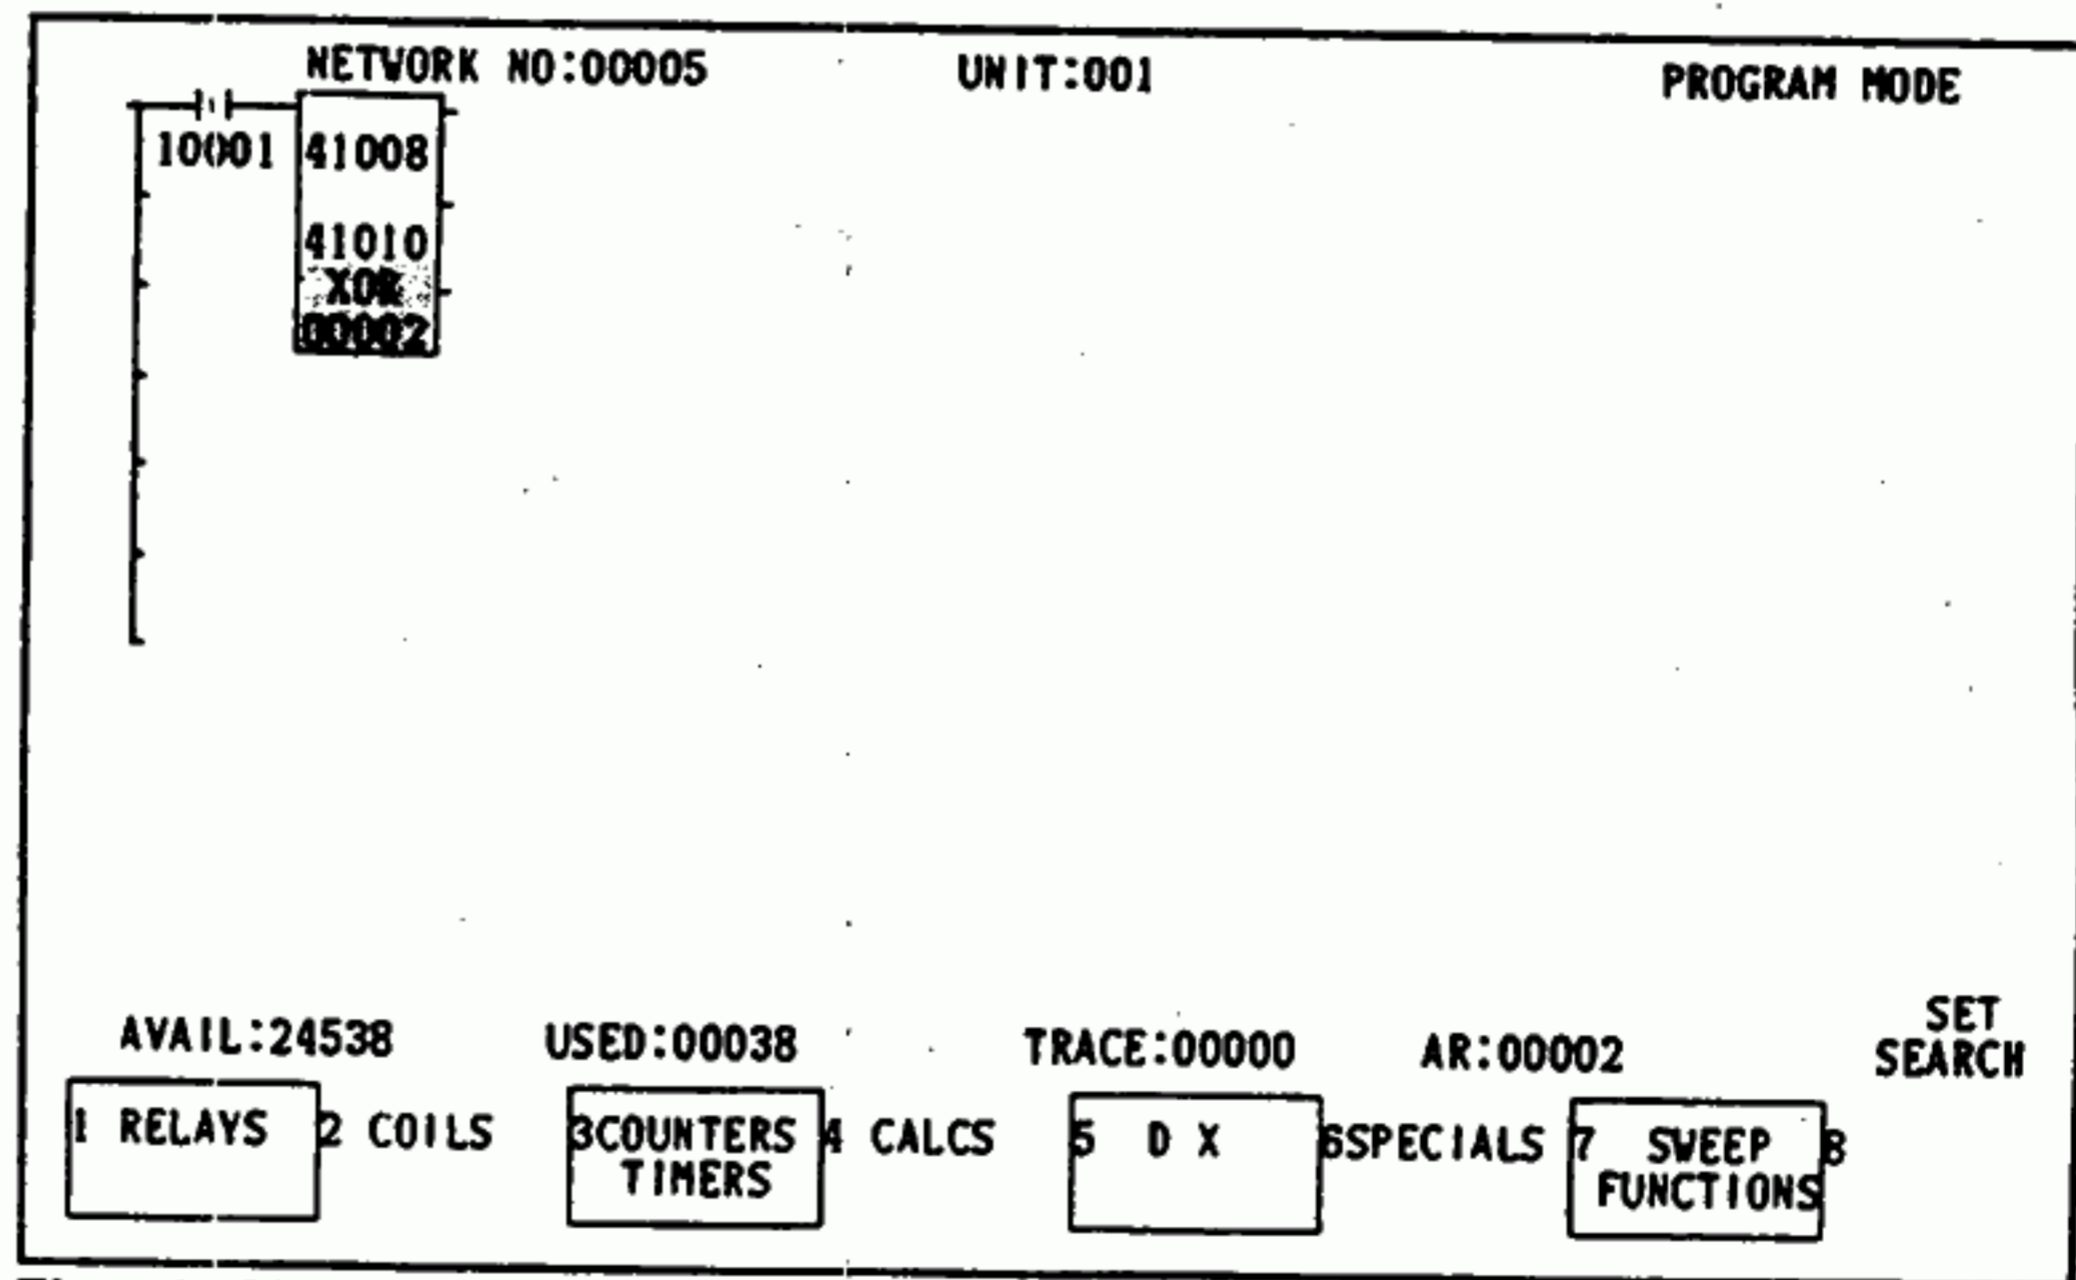 NETWORK NO:00005 UNIT:001 PROGRAM MODE
10001 41008
41010
XOR
00002
SET
AVAIL:24538 USED:00038 TRACE:00000 AR:00002 SEARCH
1 RELAYS 2 COILS 3COUNTERS 4 CALCS 5 D X 6SPECIALS 7 SWEEP 8
TIMERS FUNCTIONS